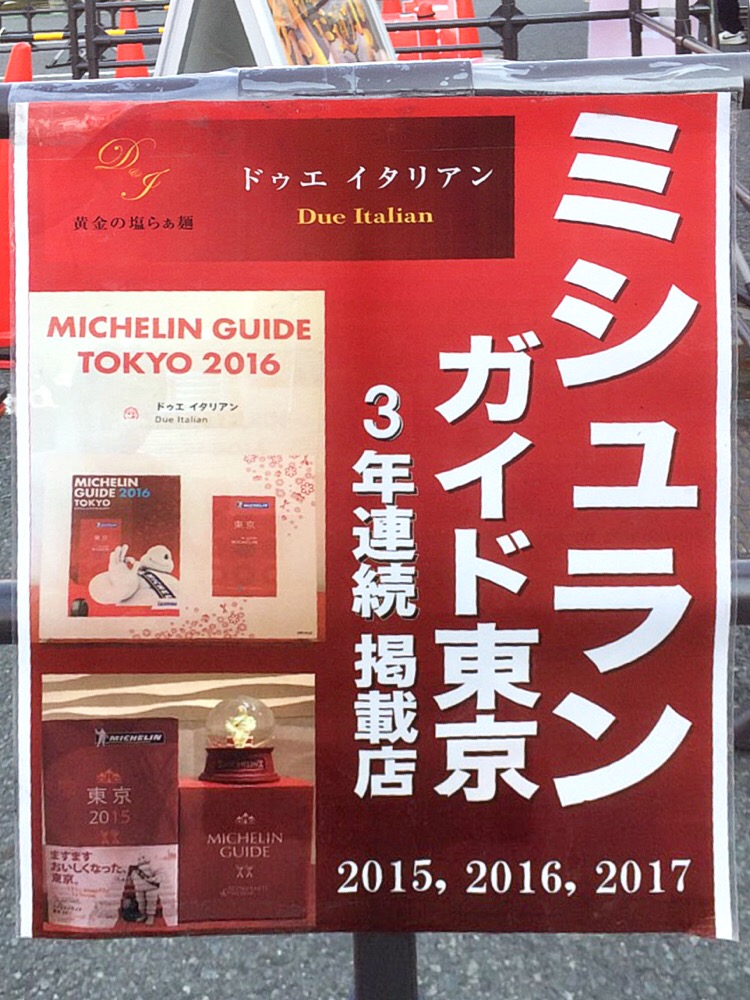 D&I
黄金の塩らぁ麺
ドゥエ イタリアン
Due Italian
ミシュラン
ガイド東京
3年連続 掲載店
2015, 2016, 2017
MICHELIN GUIDE
TOKYO 2016
ドゥエ イタリアン
Due Italian
MICHELIN
GUIDE 2016
TOKYO
東京
東京
MICHELIN
東京
2015
ますます
おいしくなった、
東京。
MICHELIN
GUIDE